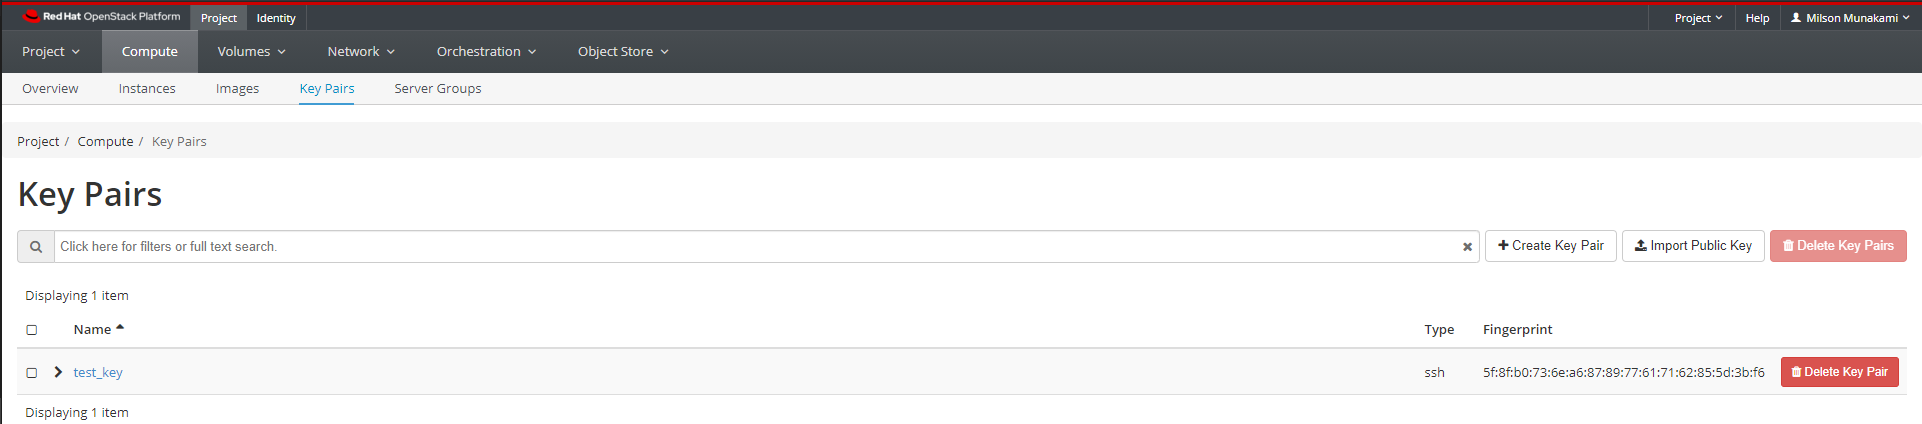 Red Hat OpenStack Platform Project Identity Project Help Milson Munakami
Project Compute Volumes Network Orchestration Object Store
Overview Instances Images Key Pairs Server Groups
Project / Compute / Key Pairs
Key Pairs
Click here for filters or full text search. Create Key Pair Import Public Key Delete Key Pairs
Displaying 1 item
Name Type Fingerprint
test_key ssh 5f:8f:b0:73:6e:a6:87:89:77:61:71:62:85:5d:3b:f6 Delete Key Pair
Displaying 1 item